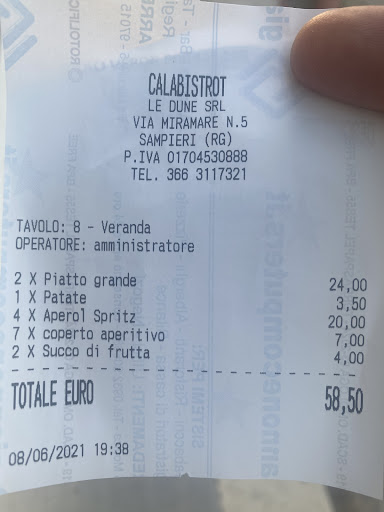 CALABISTROT
LE DUNE SRL
VIA MIRAMARE N.5
SAMPIERI (RG)
P.IVA 01704530888
TEL. 366 3117321
TAVOLO: 8 - Veranda
OPERATORE: amministratore
2 X Piatto grande 24,00
1 X Patate 3,50
4 X Aperol Spritz 20,00
7 X coperto aperitivo 7,00
2 X Succo di frutta 4,00
TOTALE EURO 58,50
08/06/2021 19:38